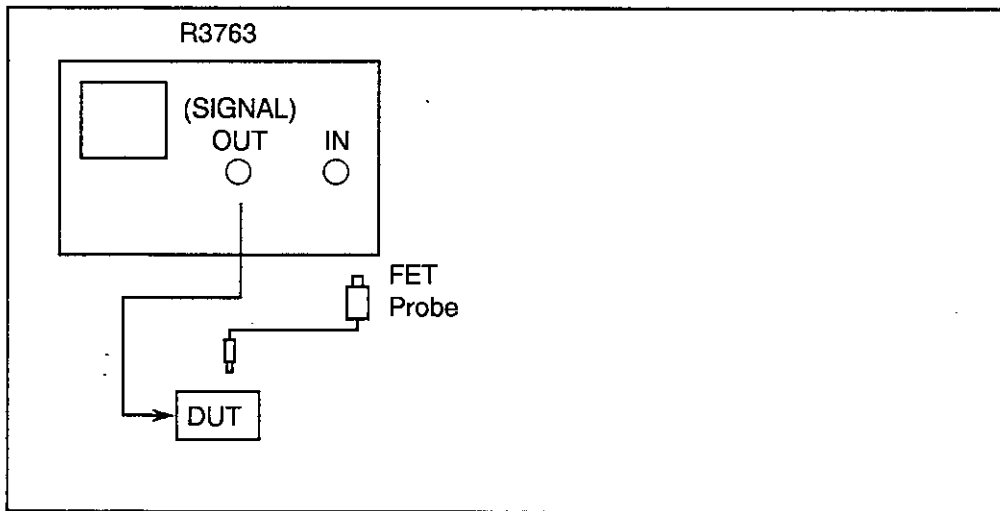 R3763
(SIGNAL)
OUT
IN
FET
Probe
DUT